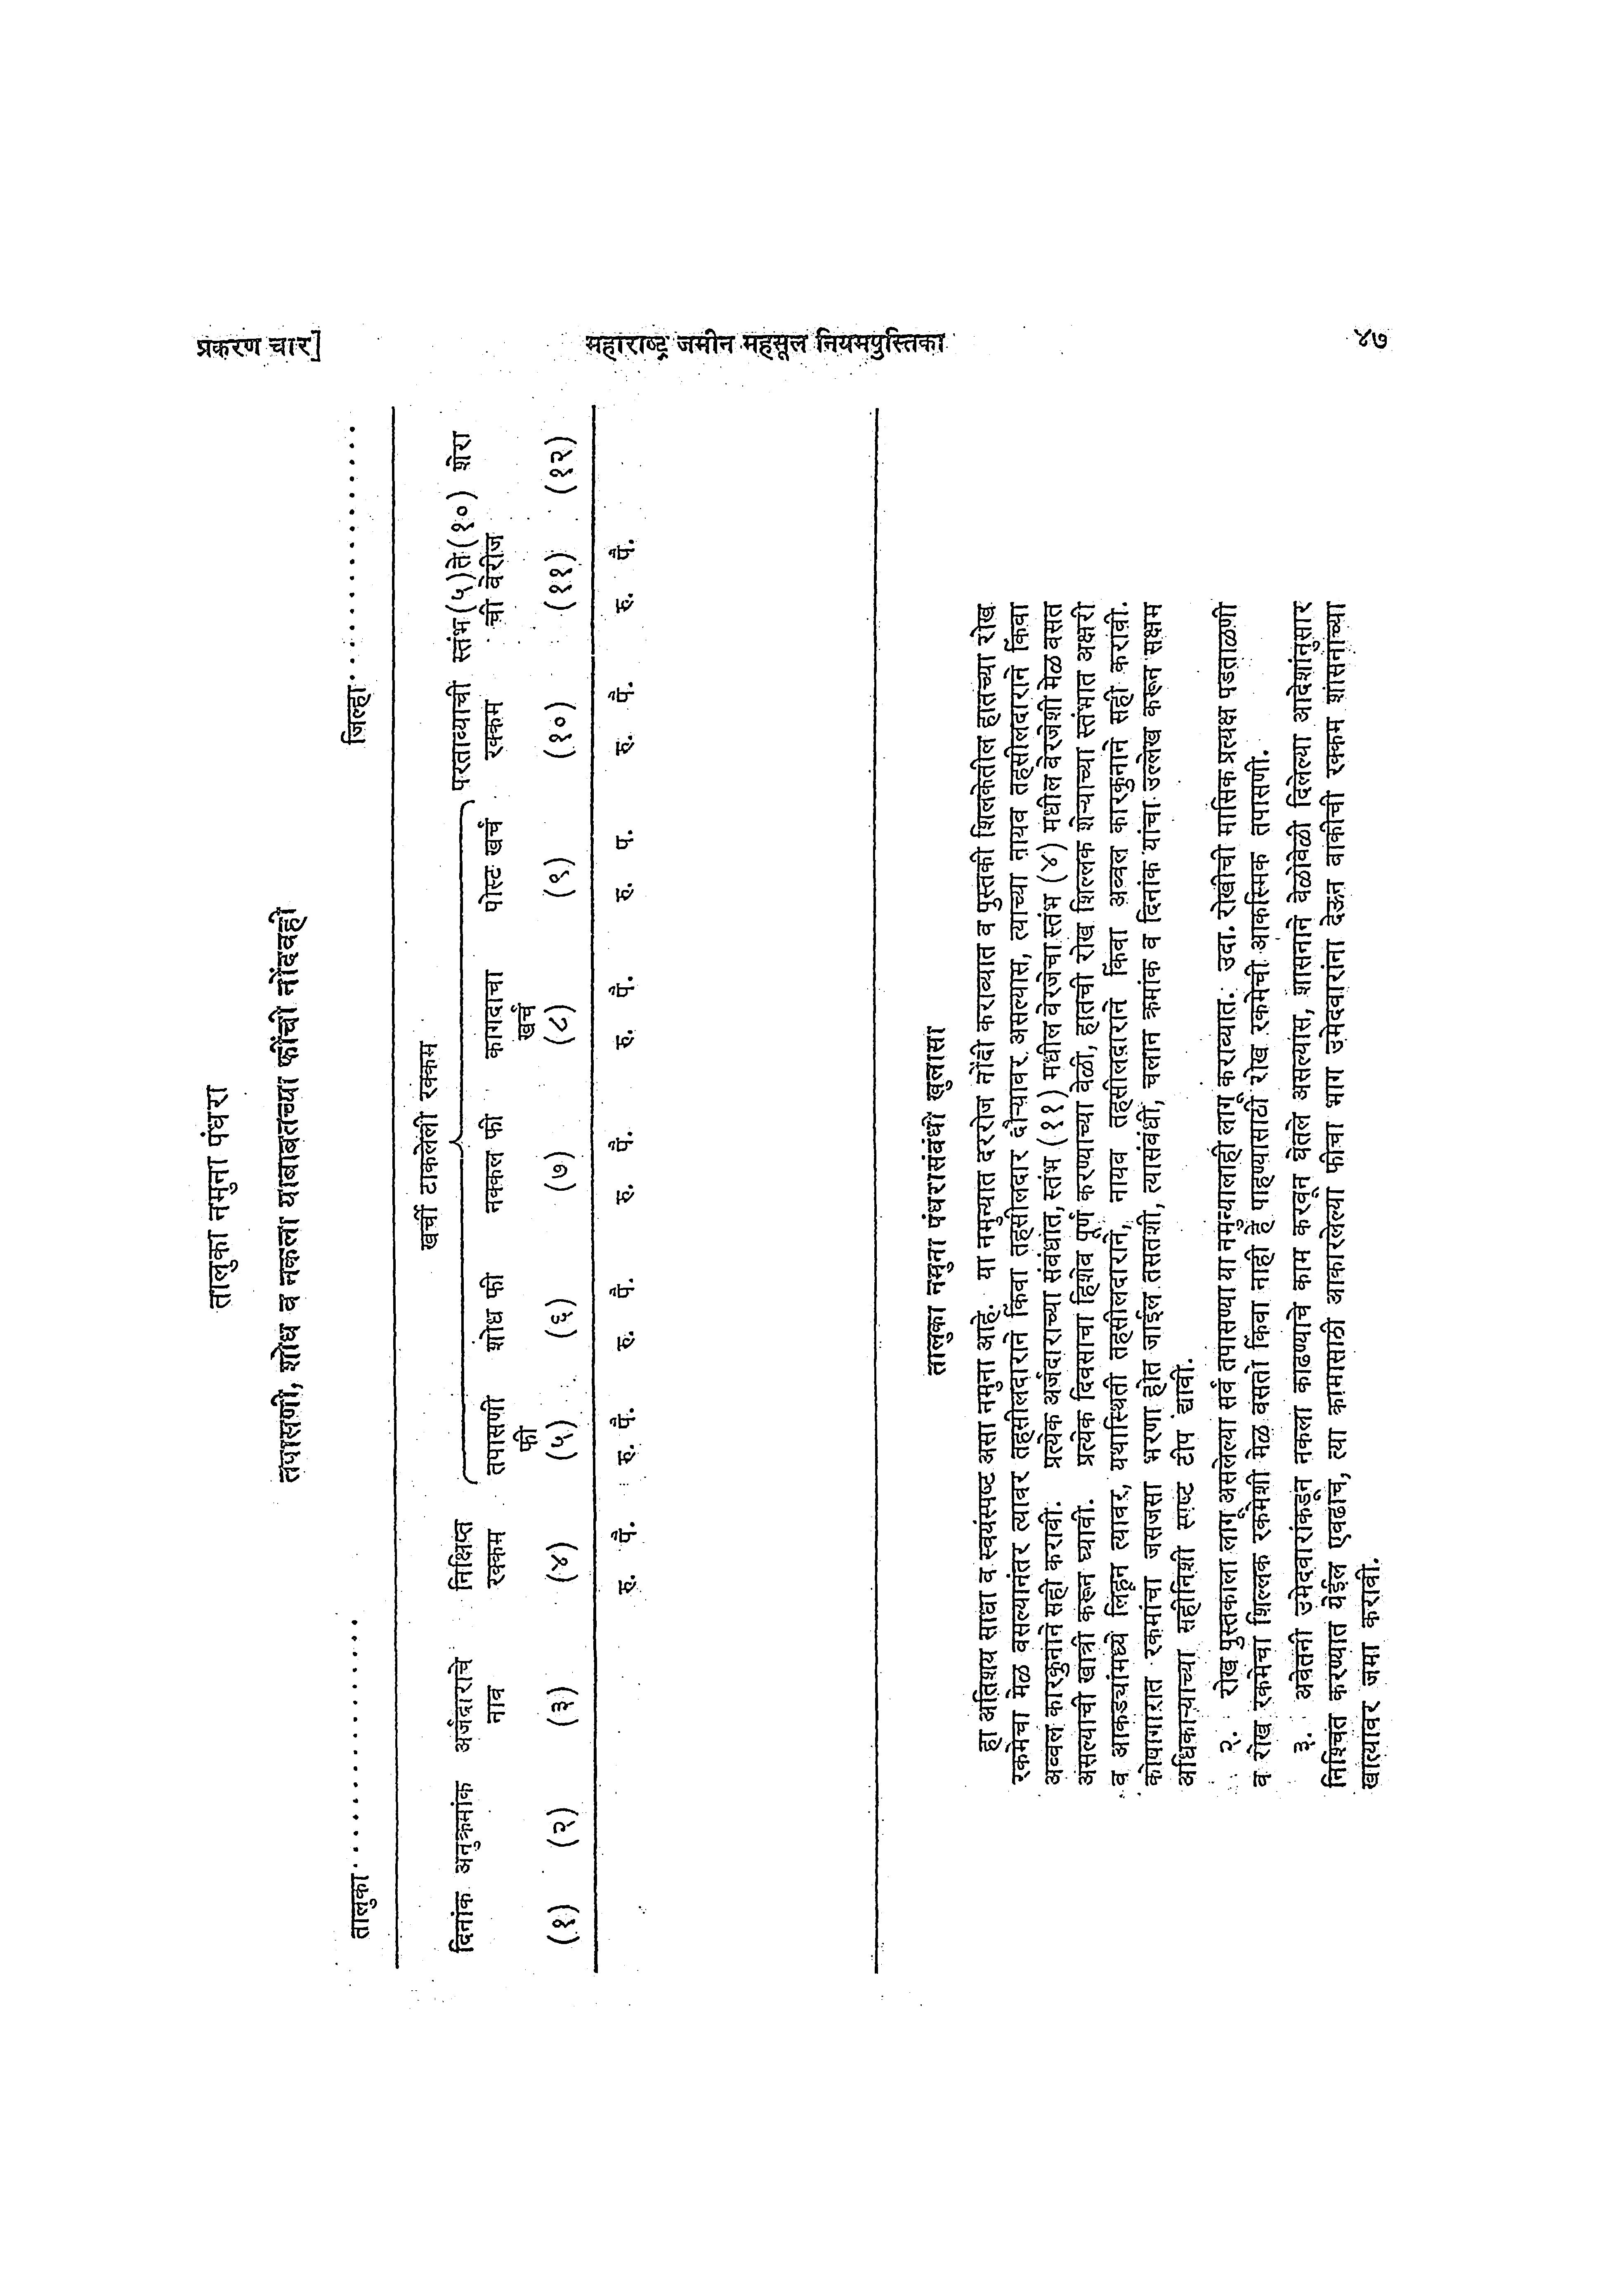 प्रकरण चार]
महाराष्ट्र जमीन महसूल नियमपुस्तिका
४७
तालुका नमुना पंधरा
तपासणी, शोध व नकला याबाबतच्या फींची नोंदवही
तालुका.................... जिल्हा....................
खर्ची टाकलेली रक्कम
दिनांक अनुक्रमांक अर्जदाराचे निक्षिप्त परताव्याची स्तंभ (५) ते (१०) शेरा
नाव रक्कम तपासणी शोध फी नक्कल फी कागदाचा पोस्ट खर्च रक्कम ची बेरीज
फी खर्च
(१) (२) (३) (४) (५) (६) (७) (८) (९) (१०) (११) (१२)
रु. पै. रु. पै. रु. पै. रु. पै. रु. पै. रु. प. रु. पै. रु. पै.
तालुका नमुना पंधरासंबंधी खुलासा
हा अतिशय साधा व स्वयंस्पष्ट असा नमुना आहे. या नमुन्यात दररोज नोंदी कराव्यात व पुस्तकी शिलकेतील हातच्या रोख
रकमेचा मेळ बसल्यानंतर त्यावर तहसीलदाराने किंवा तहसीलदार दौऱ्यावर असल्यास, त्याच्या नायब तहसीलदाराने किंवा
अव्वल कारकुनाने सही करावी. प्रत्येक अर्जदाराच्या संबंधात, स्तंभ (११) मधील बेरजेचा स्तंभ (४) मधील बेरजेशी मेळ बसत
असल्याची खात्री करून घ्यावी. प्रत्येक दिवसाचा हिशेब पूर्ण करण्याच्या वेळी, हातची रोख शिल्लक शेऱ्याच्या स्तंभात अक्षरी
व आकड्यांमध्ये लिहून त्यावर, यथास्थिती तहसीलदाराने, नायब तहसीलदाराने किंवा अव्वल कारकुनाने सही करावी.
कोषागारात रकमांचा जसजसा भरणा होत जाईल तसतशी, त्यासंबंधी, चलान क्रमांक व दिनांक यांचा उल्लेख करून सक्षम
अधिकाऱ्याच्या सहीनिशी स्पष्ट टीप द्यावी.
२. रोख पुस्तकाला लागू असलेल्या सर्व तपासण्या या नमुन्यालाही लागू कराव्यात. उदा. रोखीची मासिक प्रत्यक्ष पडताळणी
व रोख रकमेचा शिल्लक रकमेशी मेळ बसतो किंवा नाही हे पाहण्यासाठी रोख रकमेची आकस्मिक तपासणी.
३. अवेतनी उमेदवारांकडून नकला काढण्याचे काम करवून घेतले असल्यास, शासनाने वेळोवेळी दिलेल्या आदेशांनुसार
निश्चित करण्यात येईल एवढाच, त्या कामासाठी आकारलेल्या फीचा भाग उमेदवारांना देऊन बाकीची रक्कम शासनाच्या
खात्यावर जमा करावी.